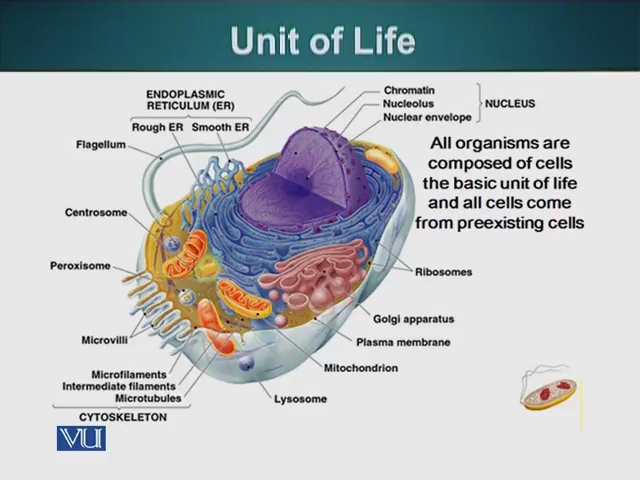 Unit of Life
ENDOPLASMIC
RETICULUM (ER)
Rough ER Smooth ER
Flagellum
Chromatin
Nucleolus
Nuclear envelope
NUCLEUS
All organisms are
composed of cells
the basic unit of life
and all cells come
from preexisting cells
Centrosome
Peroxisome
Ribosomes
Golgi apparatus
Plasma membrane
Microvilli
Mitochondrion
Microfilaments
Intermediate filaments
Microtubules
CYTOSKELETON
Lysosome
VU